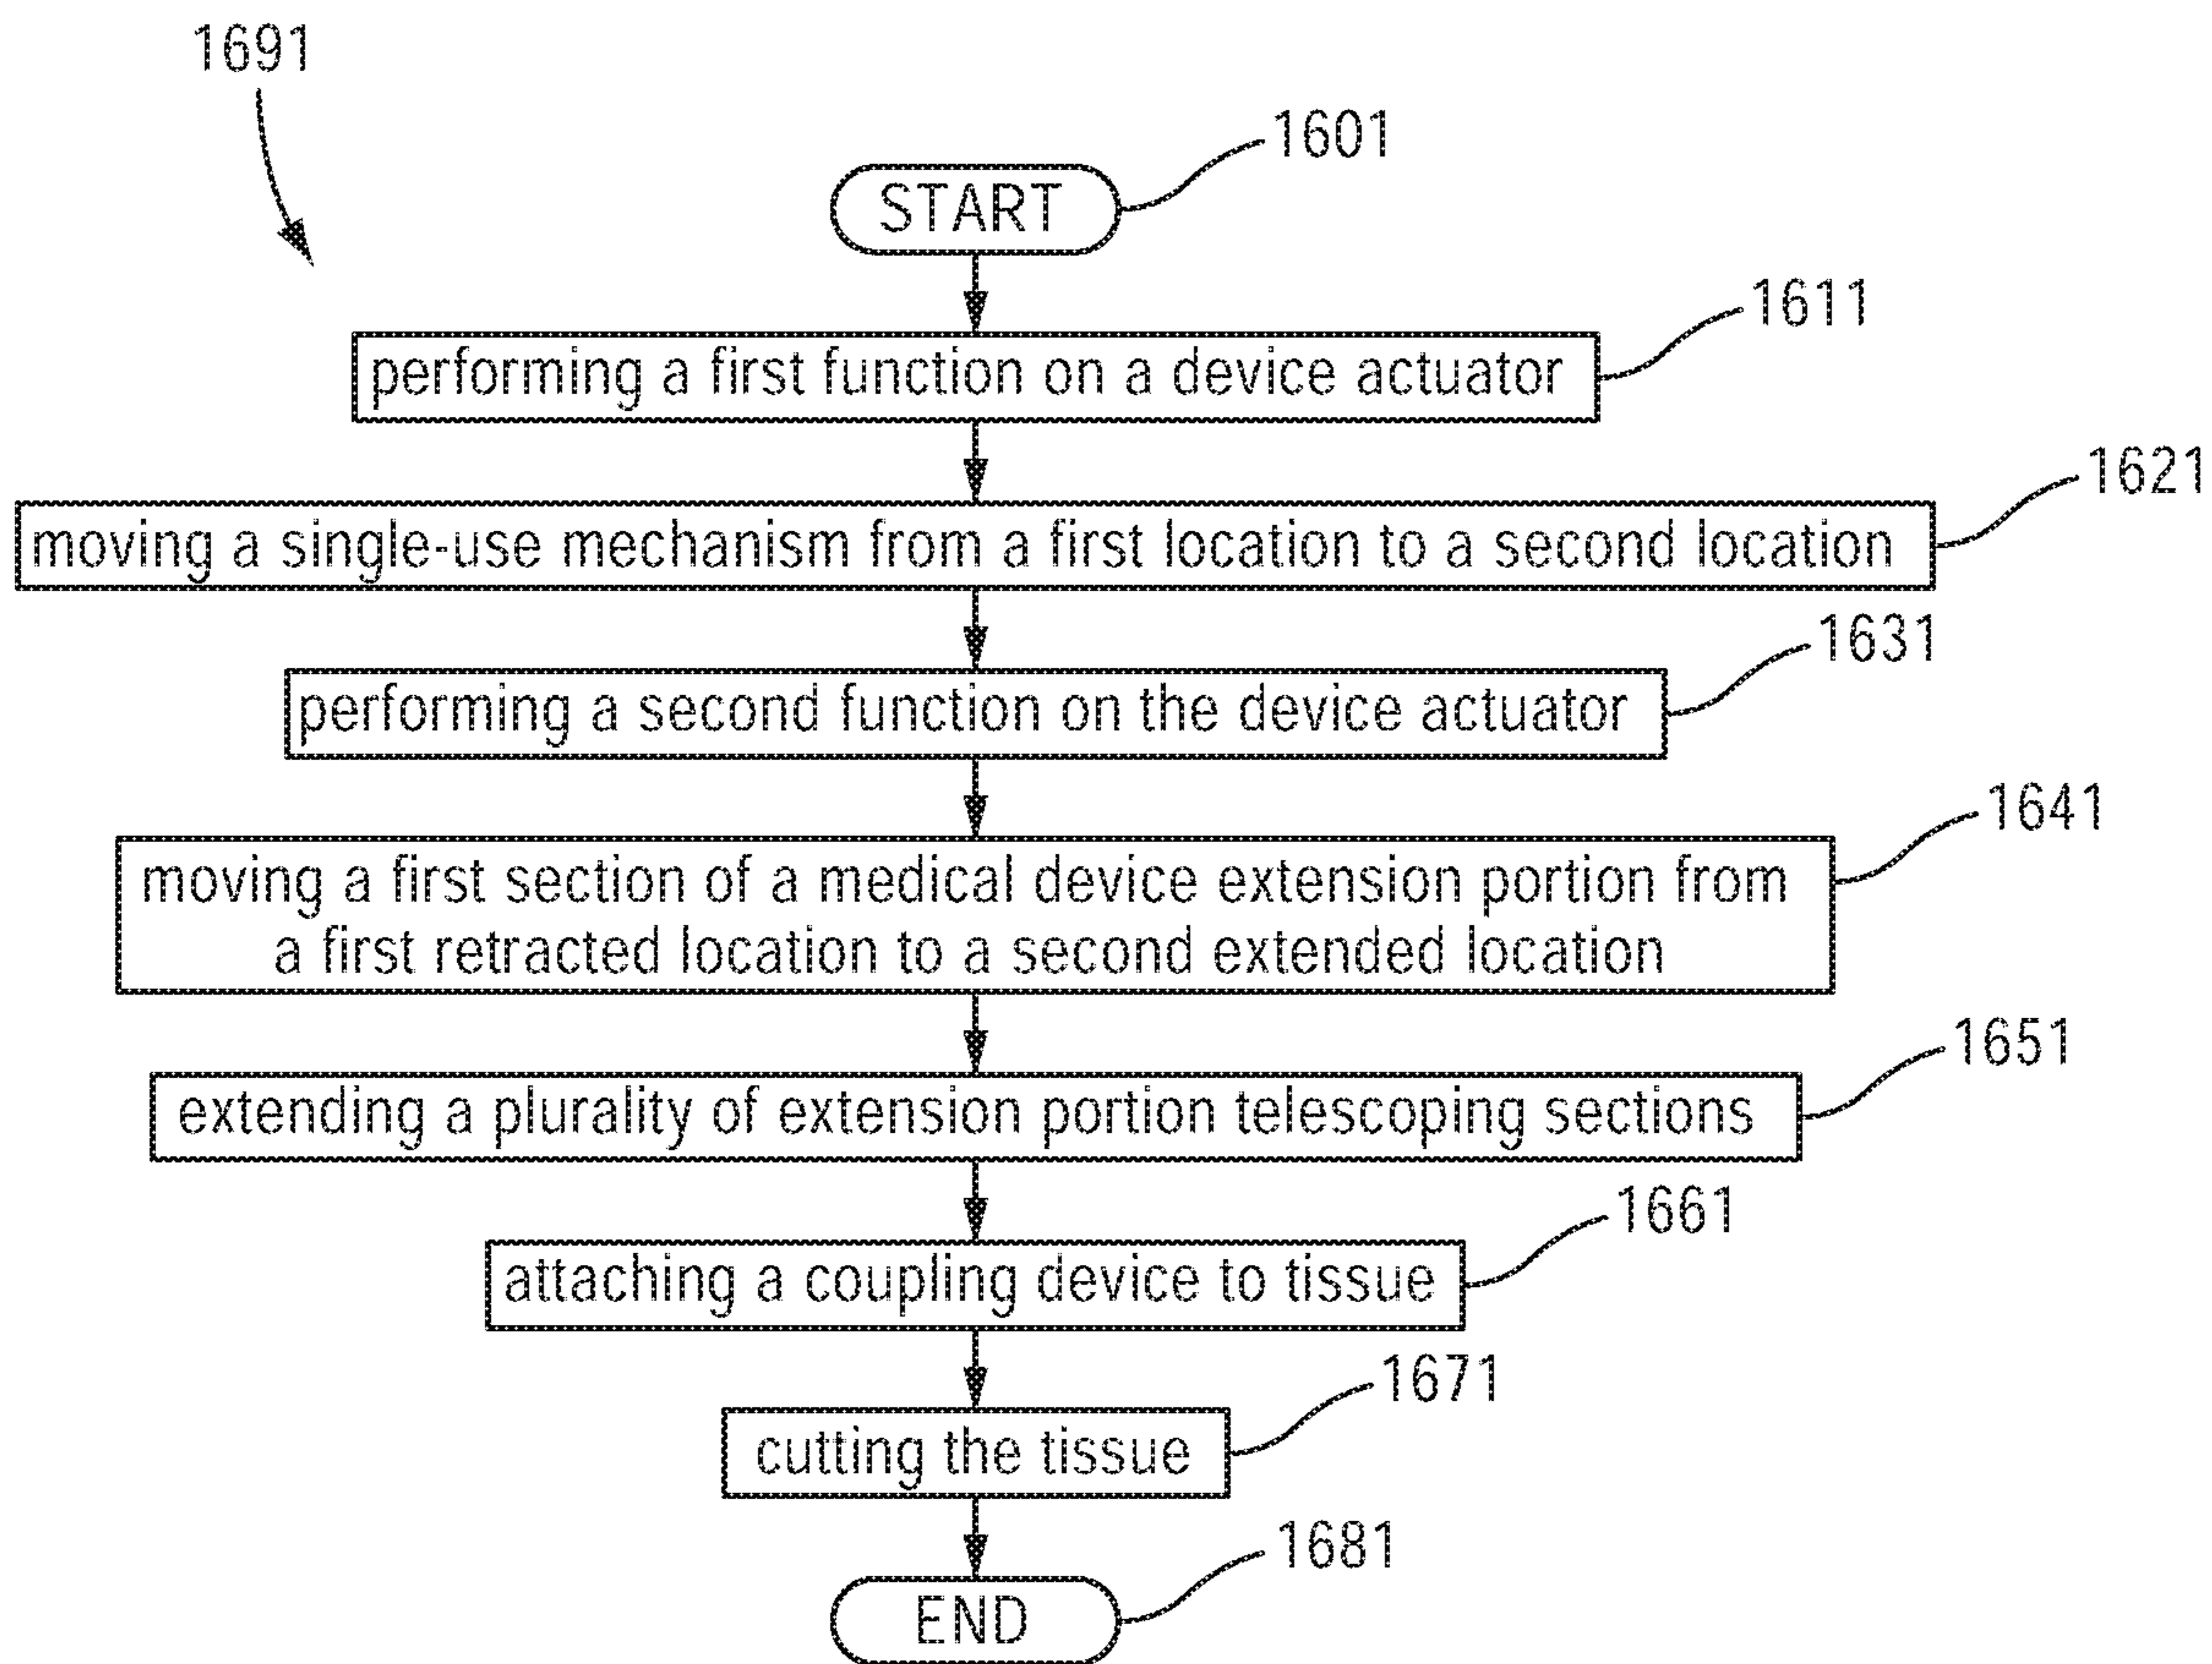 1691
1601
START
1611
performing a first function on a device actuator
1621
moving a single-use mechanism from a first location to a second location
1631
performing a second function on the device actuator
1641
moving a first section of a medical device extension portion from
a first retracted location to a second extended location
1651
extending a plurality of extension portion telescoping sections
1661
attaching a coupling device to tissue
1671
cutting the tissue
1681
END